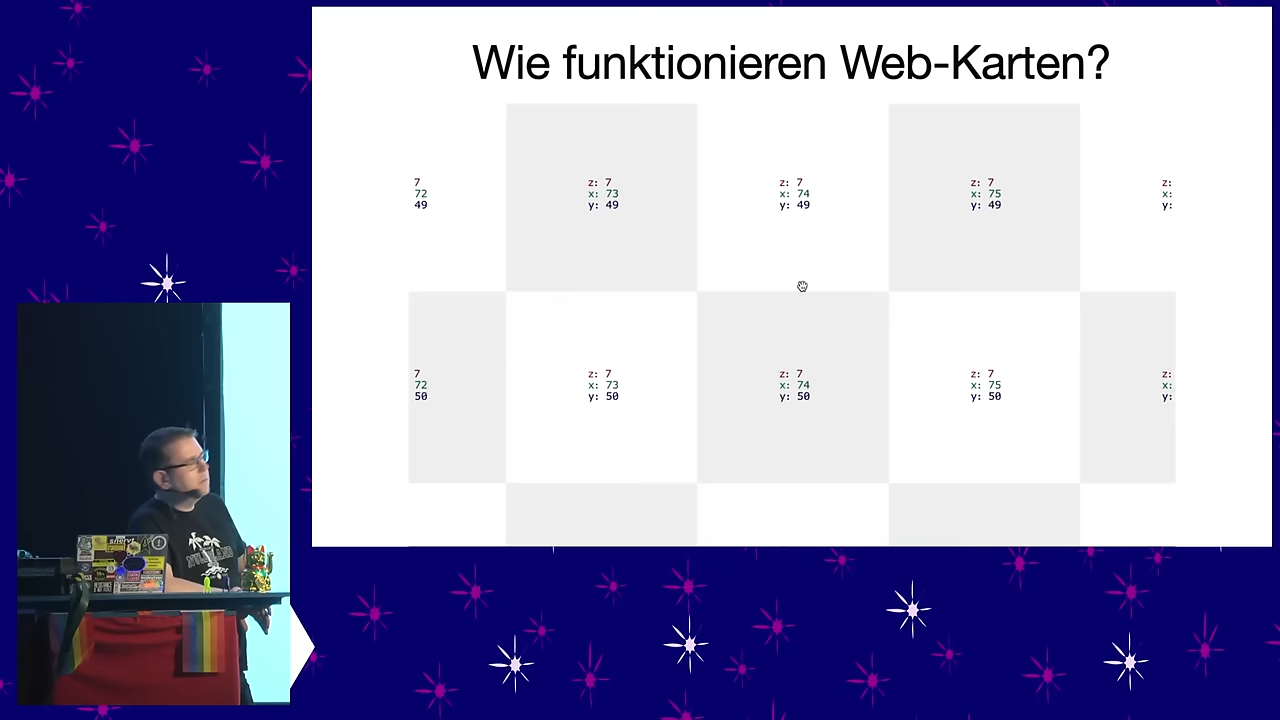 Wie funktionieren Web-Karten?
7
72
49
z: 7
x: 73
y: 49
z: 7
x: 74
y: 49
z: 7
x: 75
y: 49
z:
x:
y:
7
72
50
z: 7
x: 73
y: 50
z: 7
x: 74
y: 50
z: 7
x: 75
y: 50
z:
x:
y: